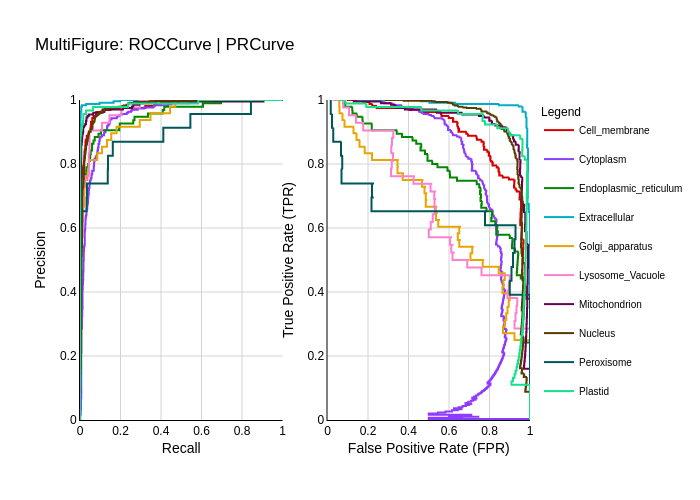 MultiFigure: ROCCurve | PRCurve
Precision
1
0.8
0.6
0.4
0.2
0
0 0.2 0.4 0.6 0.8 1
Recall
True Positive Rate (TPR)
1
0.8
0.6
0.4
0.2
0
0 0.2 0.4 0.6 0.8 1
False Positive Rate (FPR)
Legend
Cell_membrane
Cytoplasm
Endoplasmic_reticulum
Extracellular
Golgi_apparatus
Lysosome_Vacuole
Mitochondrion
Nucleus
Peroxisome
Plastid